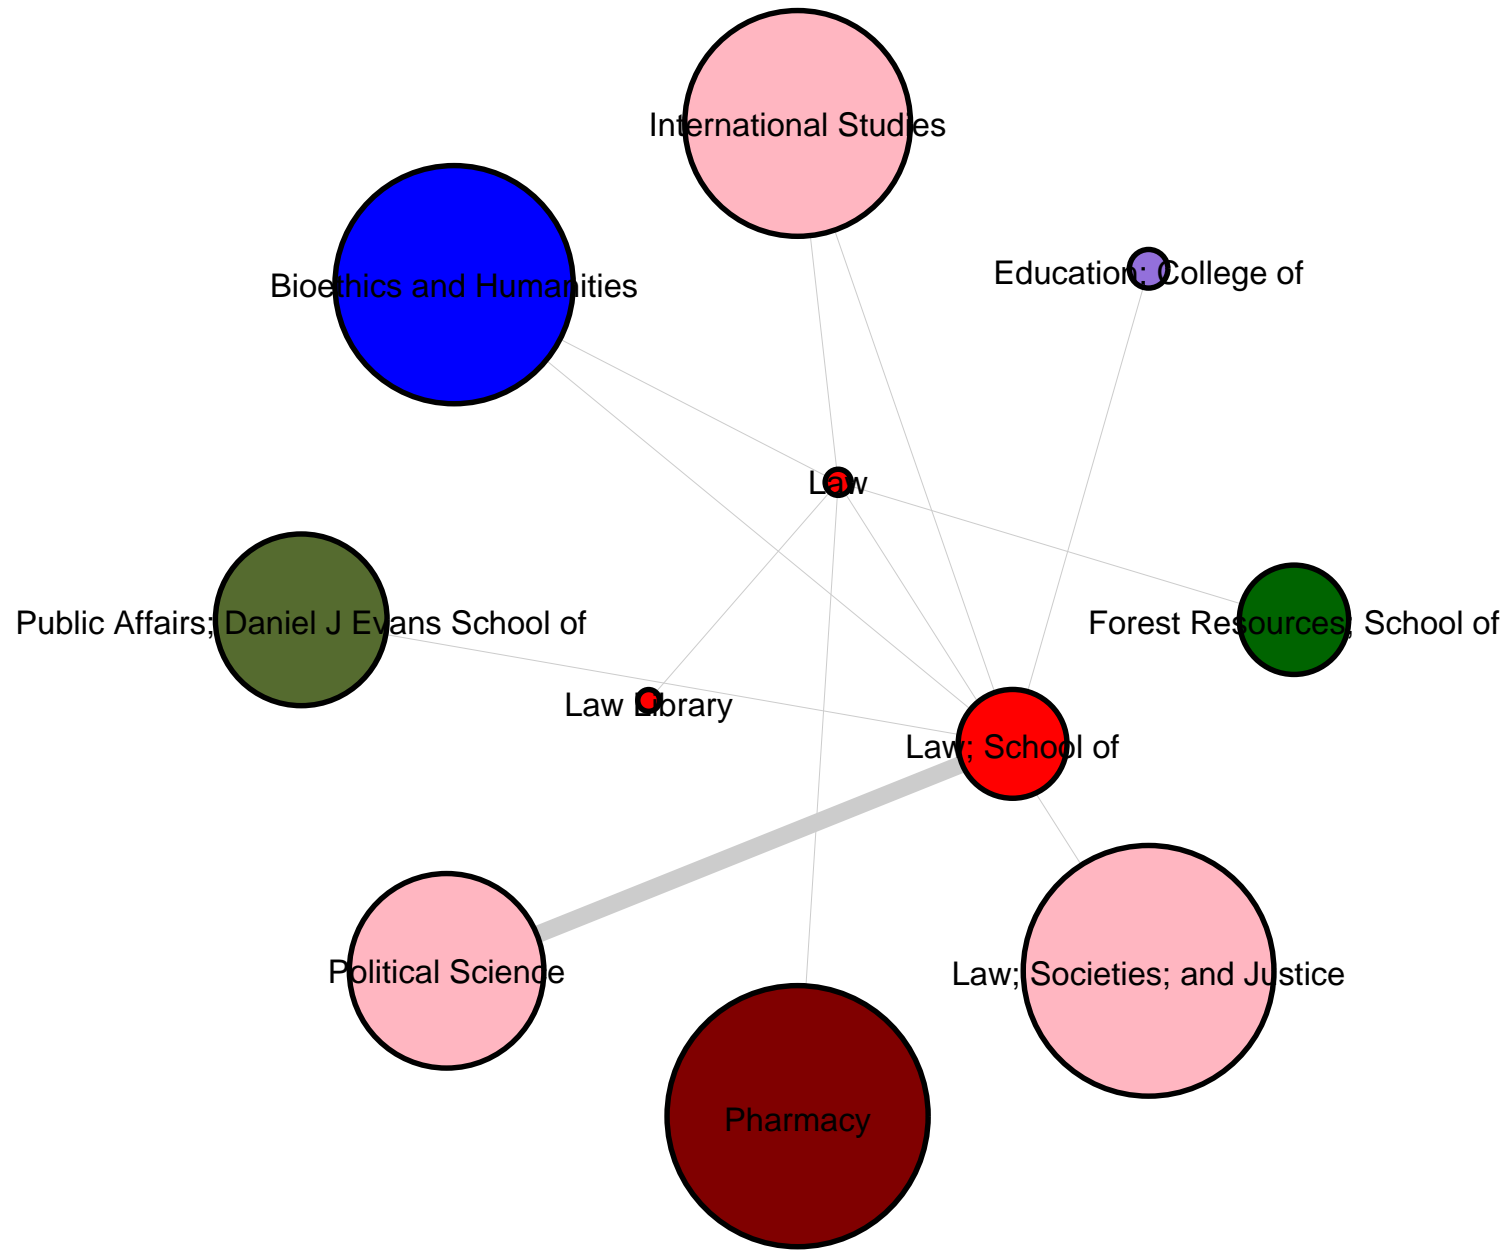 International Studies
Education; College of
Bioethics and Humanities
Law
Public Affairs; Daniel J Evans School of
Forest Resources; School of
Law Library
Law; School of
Political Science
Law; Societies; and Justice
Pharmacy